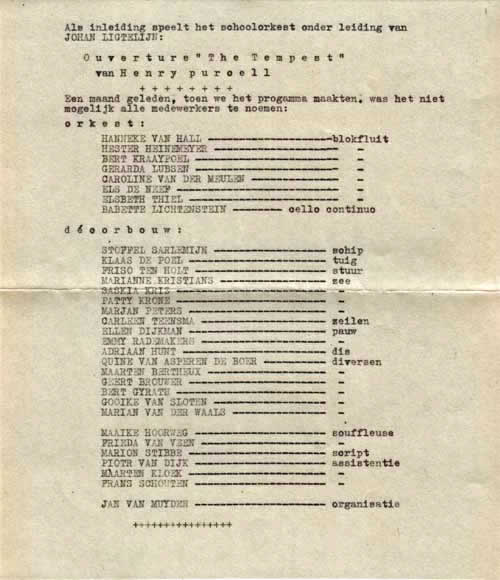 Als inleiding speelt het schoolorkest onder leiding van
JOHAN LIGTELIJN:
Ouverture "The Tempest"
van Henry purcell
+ + + + + + + +
Een maand geleden, toen we het progamma maakten, was het niet
mogelijk alle medewerkers te noemen:
orkest:
HANNEKE VAN HALL ---------------- blokfluit
HESTER HEINEMEYER ---------------- -
BERT KRAAYPOEL ---------------- -
GERARDA LUBSEN ---------------- -
CAROLINE VAN DER MEULEN ---------------- -
ELS DE NEEF ---------------- -
ELSBETH THIEL ---------------- -
BABETTE LICHTENSTEIN -------- cello continuo
décorbouw:
STOFFEL SARLEMIJN ---------------- schip
KLAAS DE POEL ---------------- tuig
FRISO TEN HOLT ---------------- stuur
MARIANNE KRISTIANS ---------------- zee
SASKIA KRIZ ---------------- -
PATTY KRONE ---------------- -
MARJAN PETERS ---------------- -
CARLEEN TEENSMA ---------------- zeilen
ELLEN DIJKMAN ---------------- pauw
EMMY RADEMAKERS ---------------- -
ADRIAAN HUNT ---------------- dis
QUINE VAN ASPEREN DE BOER ---------------- diversen
MAARTEN BERTHEUX ---------------- -
GEERT BROUWER ---------------- -
BERT GYRATH ---------------- -
GOOIKE VAN SLOTEN ---------------- -
MARIAN VAN DER WAALS ---------------- -
MAAIKE HOORWEG ---------------- souffleuse
FRIEDA VAN VEEN ---------------- -
MARION STIBBE ---------------- script
PIOTR VAN DIJK ---------------- assistentie
MAARTEN KLOEK ---------------- -
FRANS SCHOUTEN ---------------- -
JAN VAN MUYDEN ---------------- organisatie
++++++++++++++++